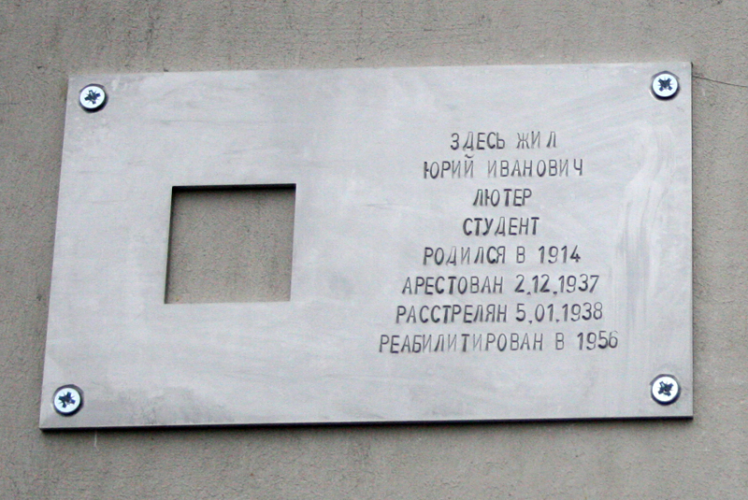 ЗДЕСЬ ЖИЛ
ЮРИЙ ИВАНОВИЧ
ЛЮТЕР
СТУДЕНТ
РОДИЛСЯ В 1914
АРЕСТОВАН 2.12.1937
РАССТРЕЛЯН 5.01.1938
РЕАБИЛИТИРОВАН В 1956